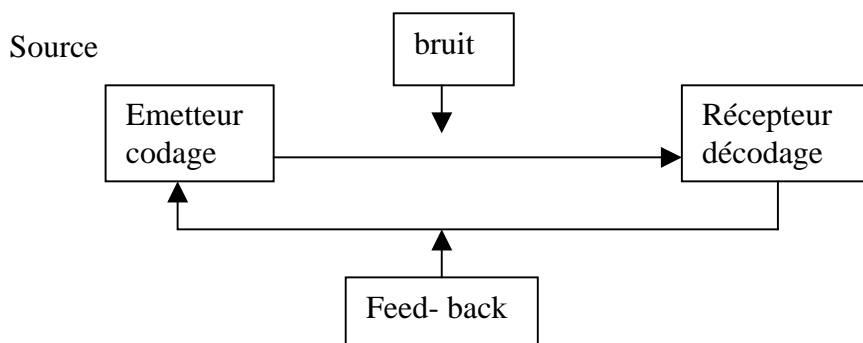 Source
bruit
Emetteur
codage
Récepteur
décodage
Feed- back